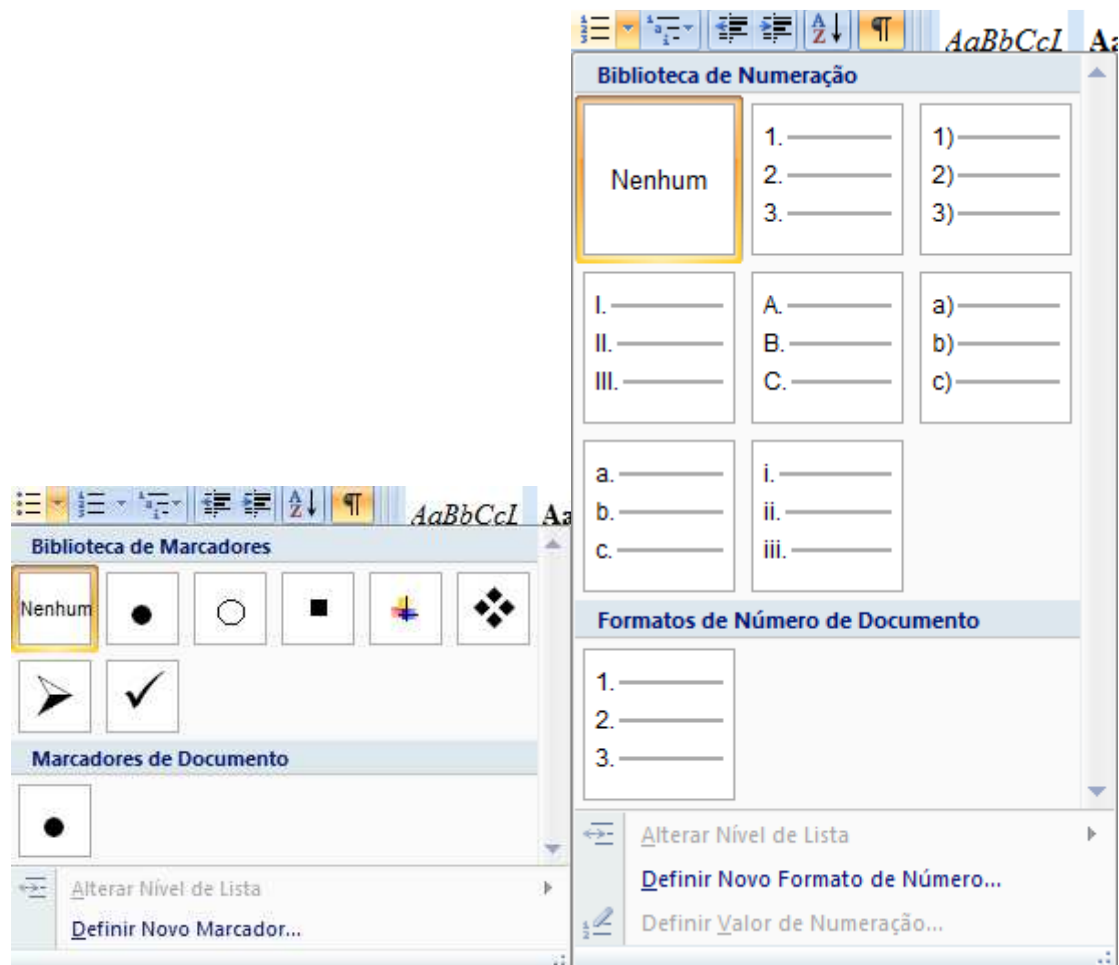 AaBbCcI Aa
Biblioteca de Marcadores
Nenhum
Marcadores de Documento
Alterar Nível de Lista
Definir Novo Marcador...
AaBbCcI Aa
Biblioteca de Numeração
Nenhum
1.
2.
3.
1)
2)
3)
I.
II.
III.
A.
B.
C.
a)
b)
c)
a.
b.
c.
i.
ii.
iii.
Formatos de Número de Documento
1.
2.
3.
Alterar Nível de Lista
Definir Novo Formato de Número...
Definir Valor de Numeração...